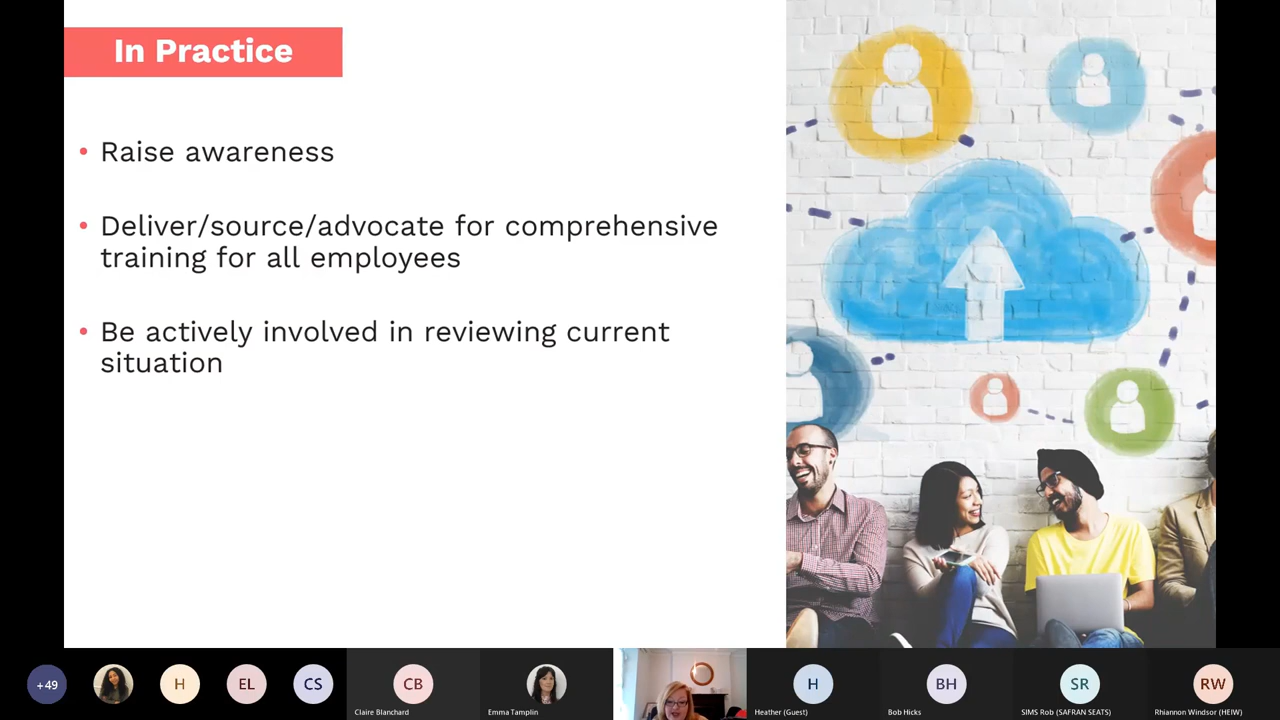 In Practice
• Raise awareness
• Deliver/source/advocate for comprehensive
training for all employees
• Be actively involved in reviewing current
situation
+49
H
EL
CS
CB
Claire Blanchard
Emma Tamplin
H
Heather (Guest)
BH
Bob Hicks
SR
SIMS Rob (SAFRAN SEATS)
RW
Rhiannon Windsor (HEIW)